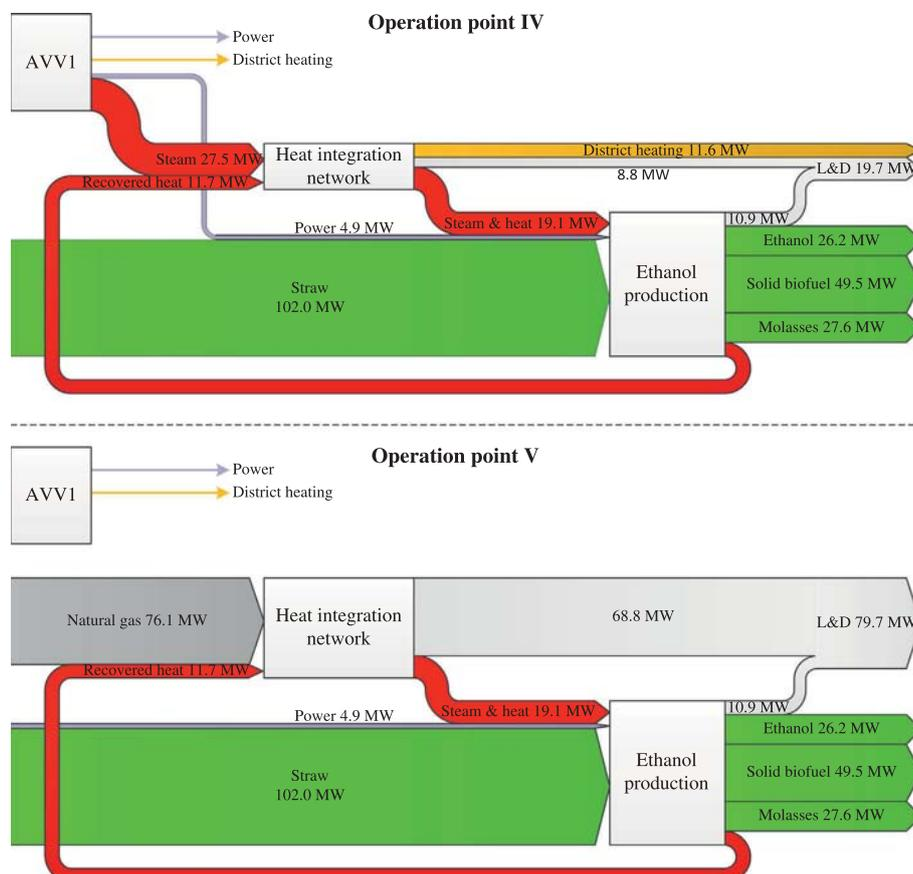 Operation point IV
AVV1
Power
District heating
Steam 27.5 MW
Heat integration
network
District heating 11.6 MW
8.8 MW
L&D 19.7 MW
Recovered heat 11.7 MW
Power 4.9 MW
Steam & heat 19.1 MW
10.9 MW
Straw
102.0 MW
Ethanol
production
Ethanol 26.2 MW
Solid biofuel 49.5 MW
Molasses 27.6 MW
Operation point V
AVV1
Power
District heating
Natural gas 76.1 MW
Heat integration
network
68.8 MW
L&D 79.7 MW
Recovered heat 11.7 MW
Power 4.9 MW
Steam & heat 19.1 MW
10.9 MW
Straw
102.0 MW
Ethanol
production
Ethanol 26.2 MW
Solid biofuel 49.5 MW
Molasses 27.6 MW